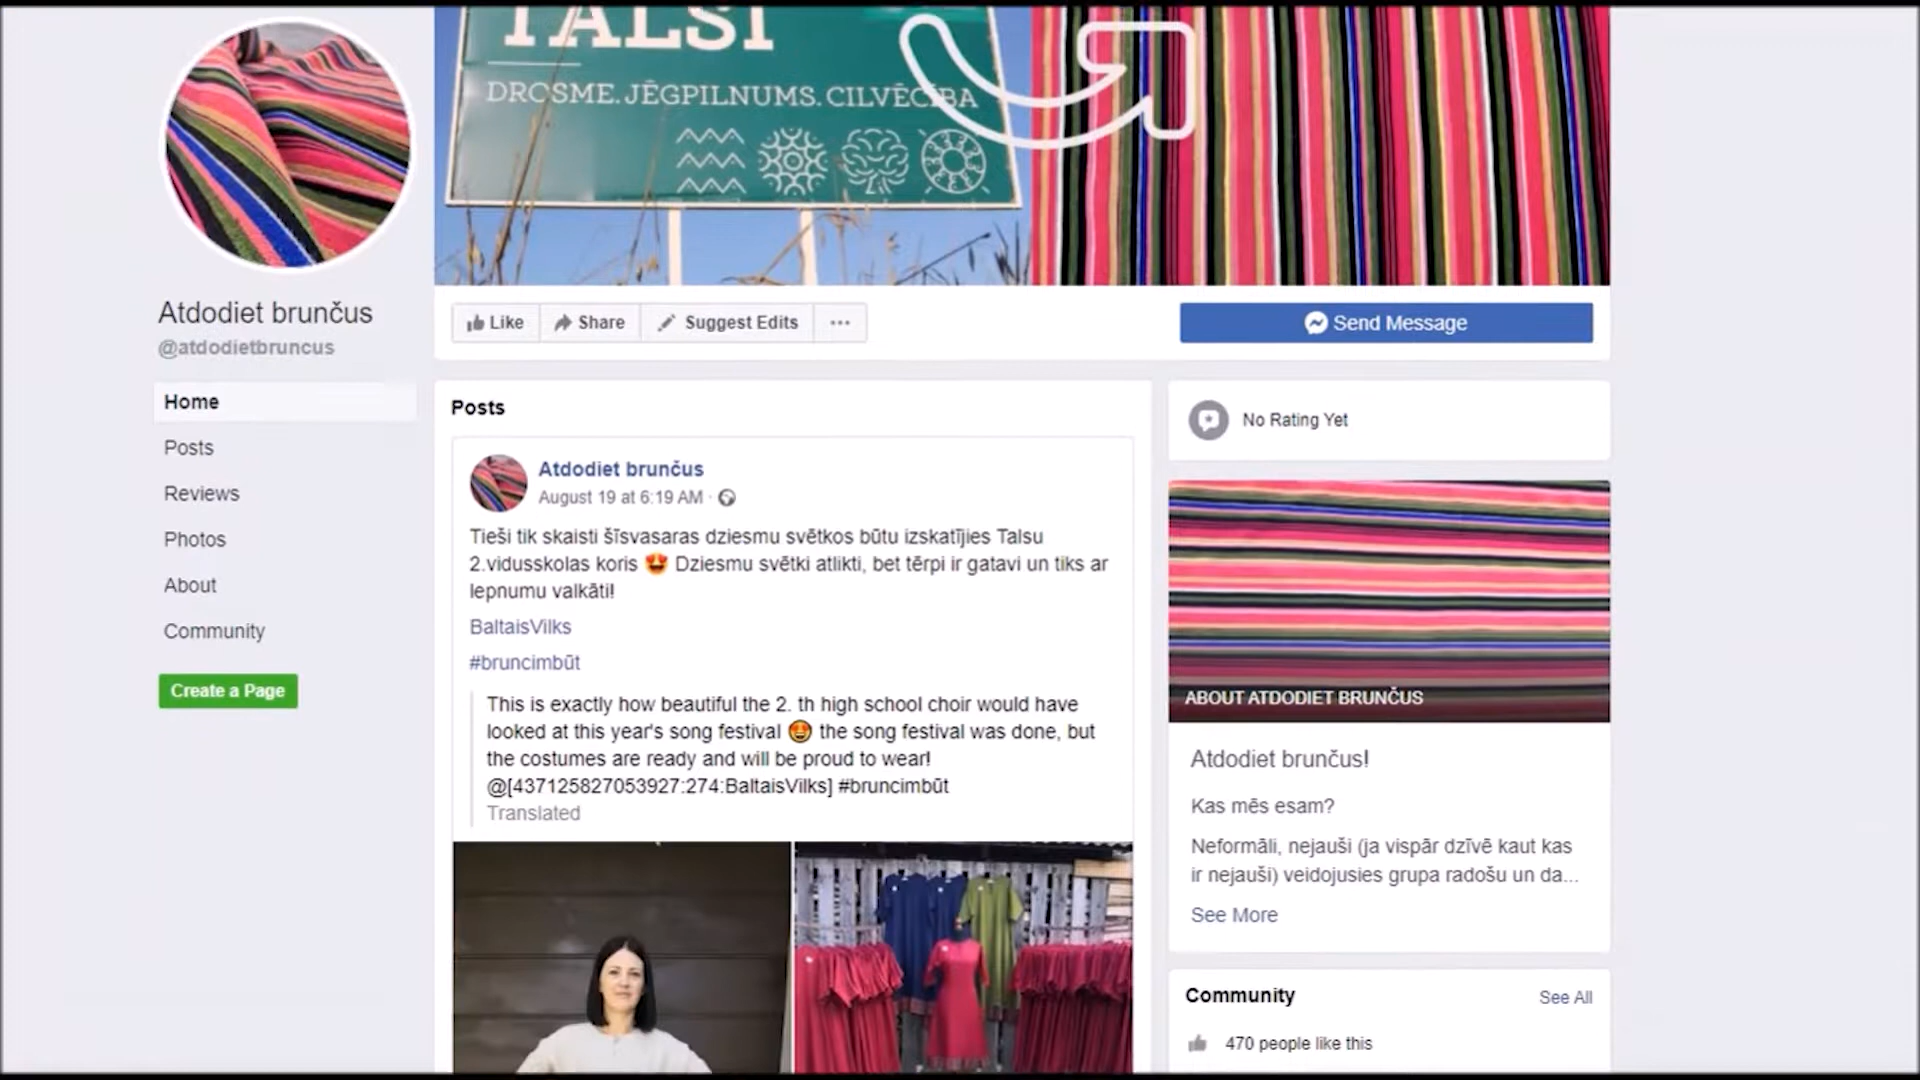 TALSI
DROSME. JĒGPILNUMS. CILVĒCĪBA
Atdodiet brunčus
@atdodietbruncus
Home
Posts
Reviews
Photos
About
Community
Create a Page
Like
Share
Suggest Edits
Send Message
Posts
Atdodiet brunčus
August 19 at 6:19 AM ·
Tieši tik skaisti šīsvasaras dziesmu svētkos būtu izskatījies Talsu
2.vidusskolas koris 🤩 Dziesmu svētki atlikti, bet tērpi ir gatavi un tiks ar
lepnumu valkāti!
BaltaisVilks
#bruncimbūt
This is exactly how beautiful the 2. th high school choir would have
looked at this year's song festival 🤩 the song festival was done, but
the costumes are ready and will be proud to wear!
@[437125827053927:274:BaltaisVilks] #bruncimbūt
Translated
No Rating Yet
ABOUT ATDODIET BRUNČUS
Atdodiet brunčus!
Kas mēs esam?
Neformāli, nejauši (ja vispār dzīvē kaut kas
ir nejauši) veidojusies grupa radošu un da...
See More
Community
See All
470 people like this